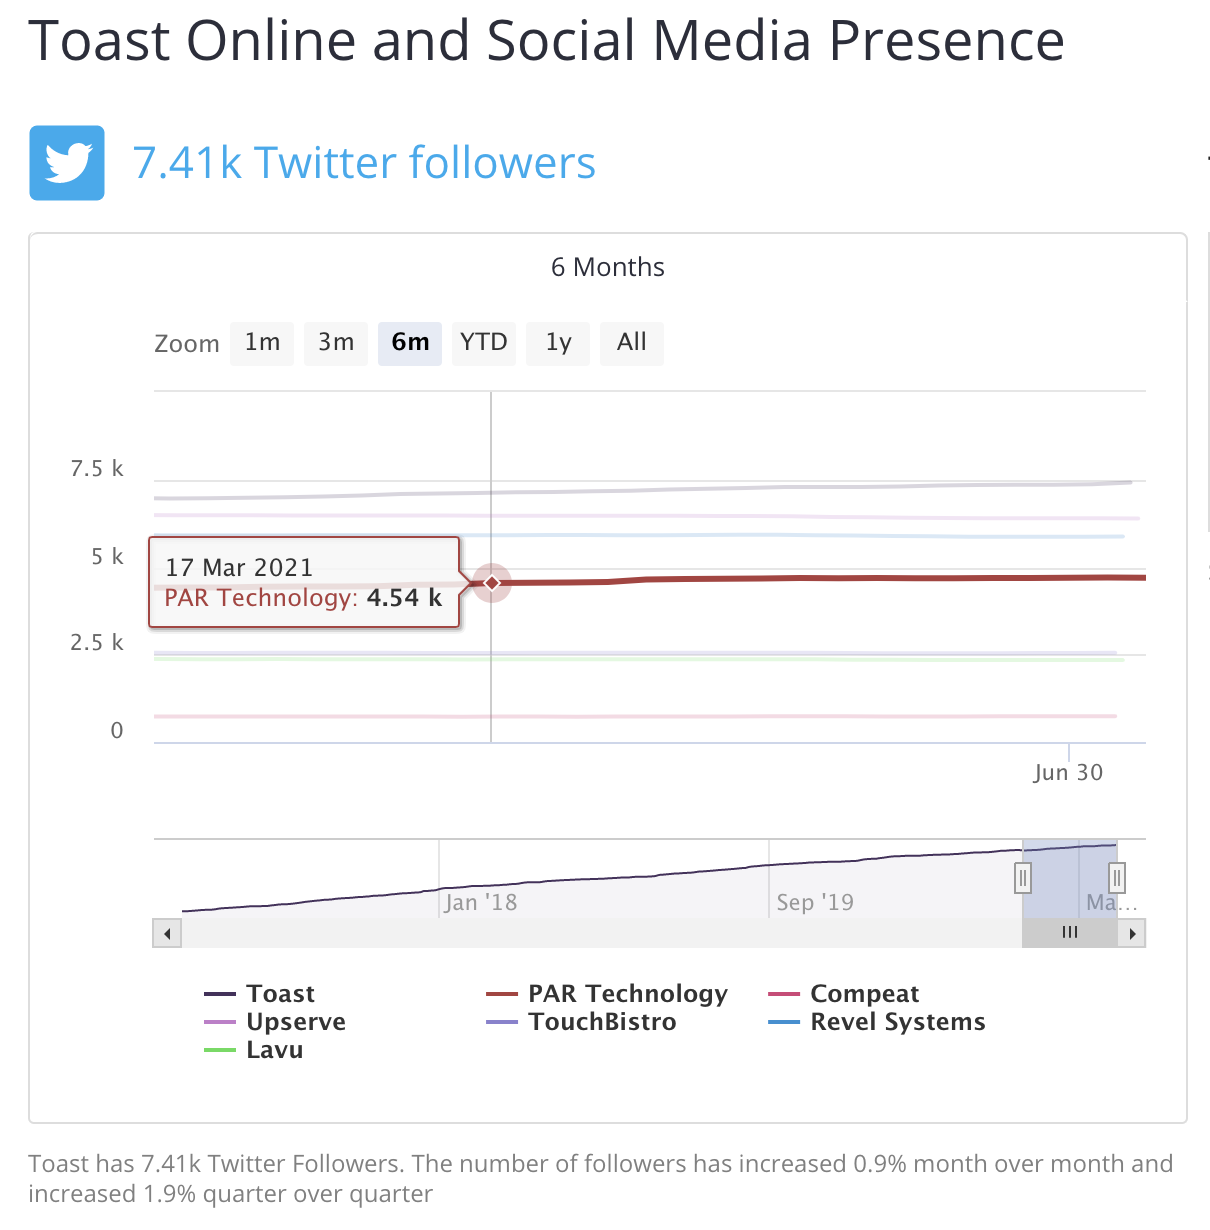 Toast Online and Social Media Presence
7.41k Twitter followers
6 Months
Zoom 1m 3m 6m YTD 1y All
7.5 k
5 k
17 Mar 2021
PAR Technology: 4.54 k
2.5 k
0
Jun 30
Jan '18 Sep '19 Ma...
Toast PAR Technology Compeat
Upserve TouchBistro Revel Systems
Lavu
Toast has 7.41k Twitter Followers. The number of followers has increased 0.9% month over month and
increased 1.9% quarter over quarter